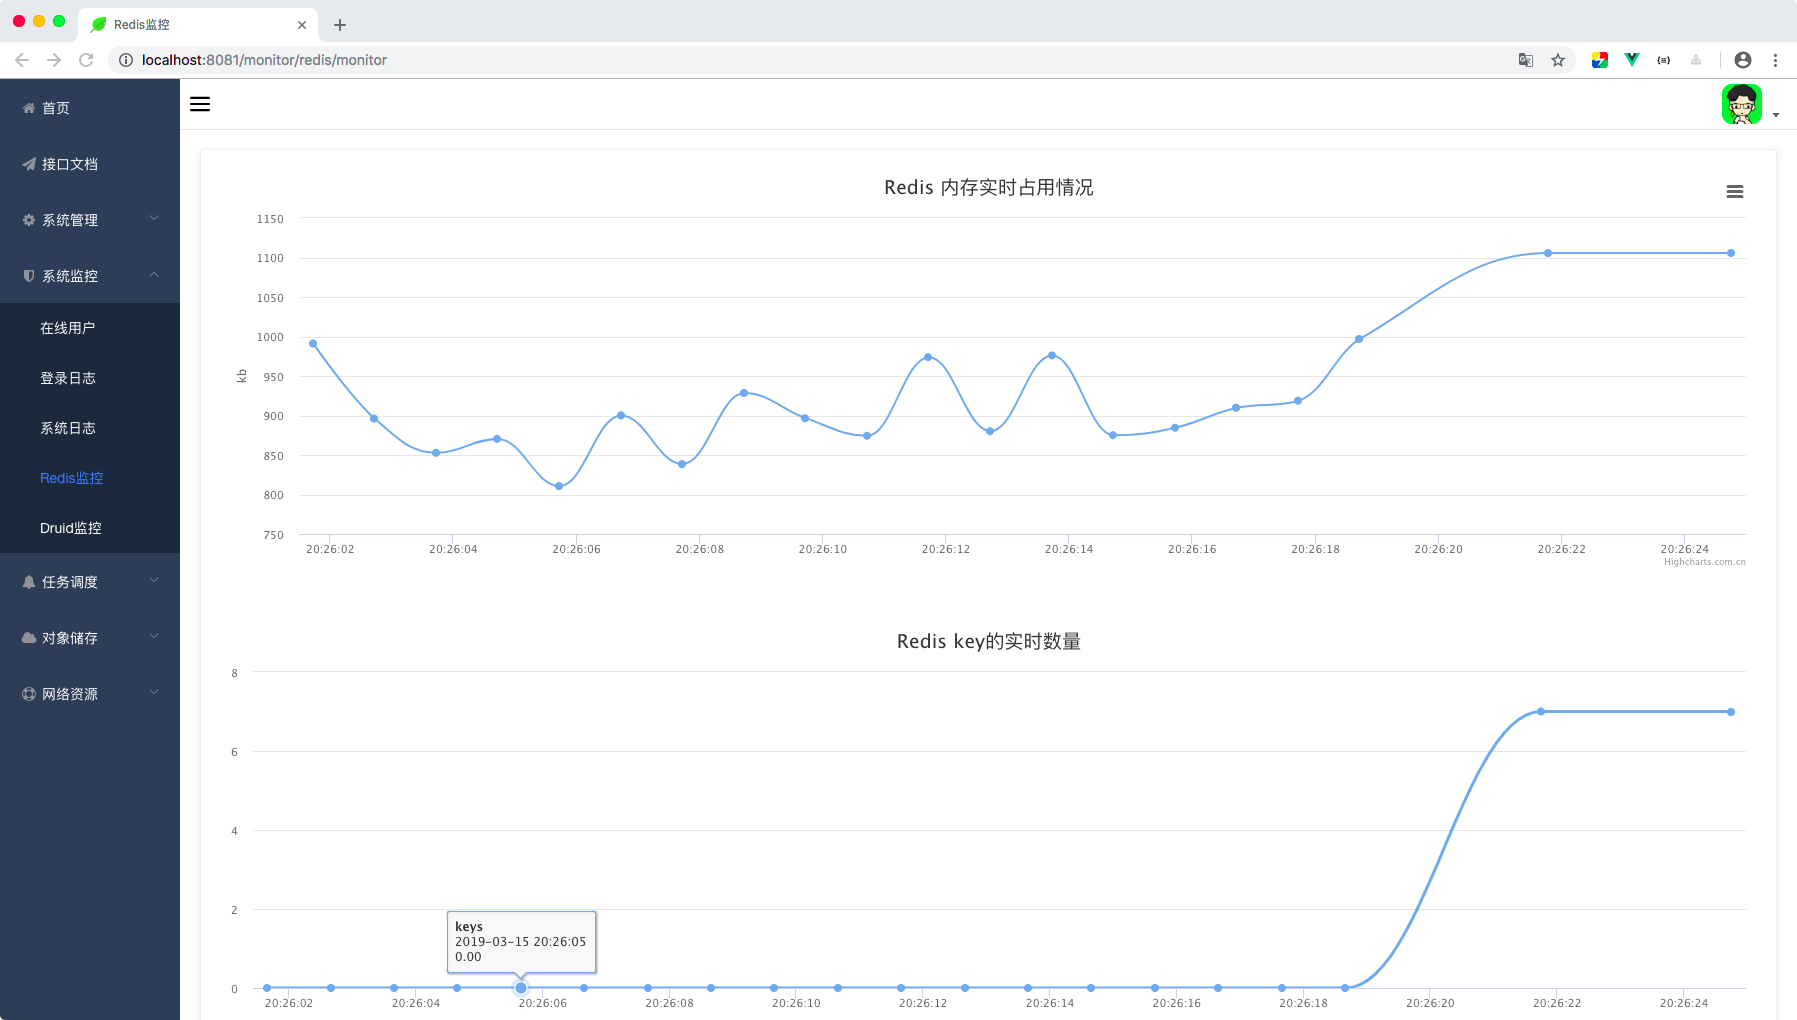 Redis监控
localhost:8081/monitor/redis/monitor
首页
接口文档
系统管理
系统监控
在线用户
登录日志
系统日志
Redis监控
Druid监控
任务调度
对象储存
网络资源
Redis 内存实时占用情况
1150
1100
1050
1000
950
900
850
800
750
kb
20:26:02 20:26:04 20:26:06 20:26:08 20:26:10 20:26:12 20:26:14 20:26:16 20:26:18 20:26:20 20:26:22 20:26:24
Highcharts.com.cn
Redis key的实时数量
8
6
4
2
0
keys
2019-03-15 20:26:05
0.00
20:26:02 20:26:04 20:26:06 20:26:08 20:26:10 20:26:12 20:26:14 20:26:16 20:26:18 20:26:20 20:26:22 20:26:24